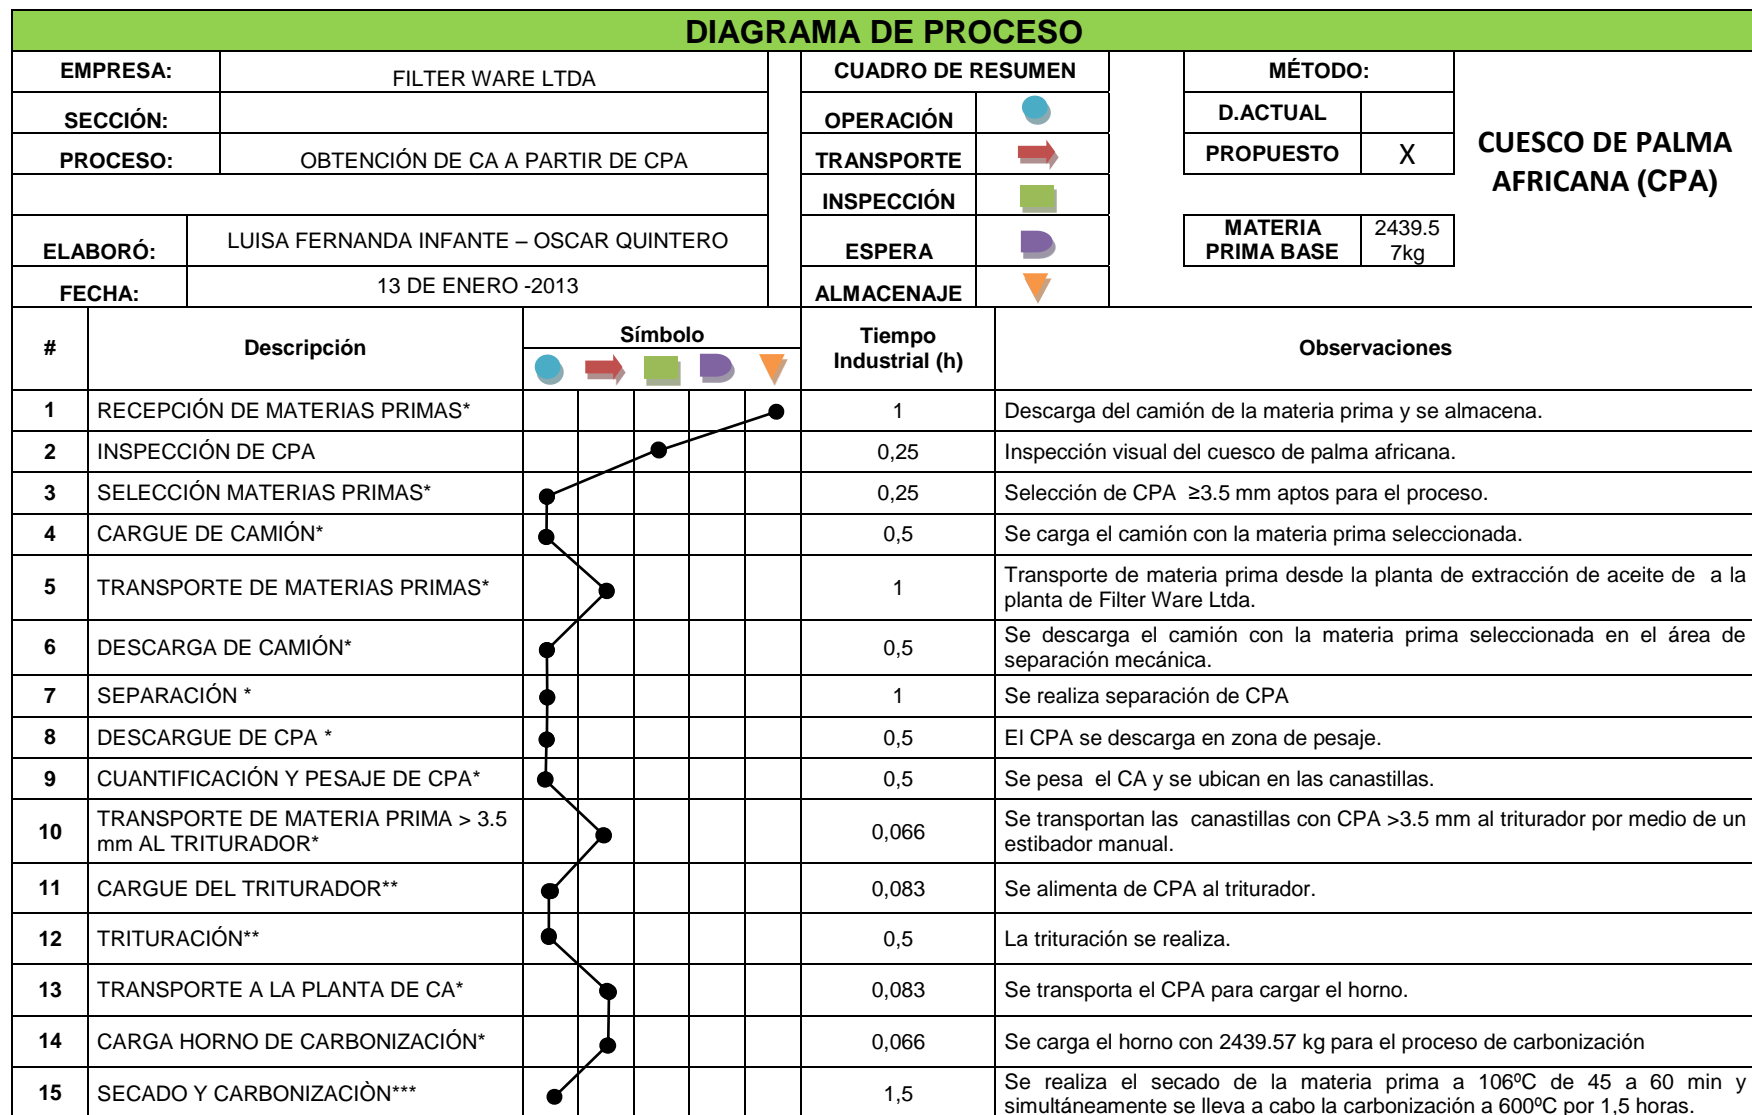 DIAGRAMA DE PROCESO
EMPRESA: FILTER WARE LTDA CUADRO DE RESUMEN MÉTODO:
SECCIÓN: OPERACIÓN D.ACTUAL
PROCESO: OBTENCIÓN DE CA A PARTIR DE CPA TRANSPORTE PROPUESTO X
CUESCO DE PALMA
AFRICANA (CPA)
INSPECCIÓN
ELABORÓ: LUISA FERNANDA INFANTE – OSCAR QUINTERO ESPERA
MATERIA
PRIMA BASE
2439.5
7kg
FECHA: 13 DE ENERO -2013 ALMACENAJE
# Descripción Símbolo
Tiempo
Industrial (h)
Observaciones
1 RECEPCIÓN DE MATERIAS PRIMAS* 1 Descarga del camión de la materia prima y se almacena.
2 INSPECCIÓN DE CPA 0,25 Inspección visual del cuesco de palma africana.
3 SELECCIÓN MATERIAS PRIMAS* 0,25 Selección de CPA ≥3.5 mm aptos para el proceso.
4 CARGUE DE CAMIÓN* 0,5 Se carga el camión con la materia prima seleccionada.
5 TRANSPORTE DE MATERIAS PRIMAS* 1 Transporte de materia prima desde la planta de extracción de aceite de a la
planta de Filter Ware Ltda.
6 DESCARGA DE CAMIÓN* 0,5 Se descarga el camión con la materia prima seleccionada en el área de
separación mecánica.
7 SEPARACIÓN * 1 Se realiza separación de CPA
8 DESCARGUE DE CPA * 0,5 El CPA se descarga en zona de pesaje.
9 CUANTIFICACIÓN Y PESAJE DE CPA* 0,5 Se pesa el CA y se ubican en las canastillas.
10 TRANSPORTE DE MATERIA PRIMA > 3.5
mm AL TRITURADOR*
0,066 Se transportan las canastillas con CPA >3.5 mm al triturador por medio de un
estibador manual.
11 CARGUE DEL TRITURADOR** 0,083 Se alimenta de CPA al triturador.
12 TRITURACIÓN** 0,5 La trituración se realiza.
13 TRANSPORTE A LA PLANTA DE CA* 0,083 Se transporta el CPA para cargar el horno.
14 CARGA HORNO DE CARBONIZACIÓN* 0,066 Se carga el horno con 2439.57 kg para el proceso de carbonización
15 SECADO Y CARBONIZACIÒN*** 1,5 Se realiza el secado de la materia prima a 106ºC de 45 a 60 min y
simultáneamente se lleva a cabo la carbonización a 600ºC por 1,5 horas.